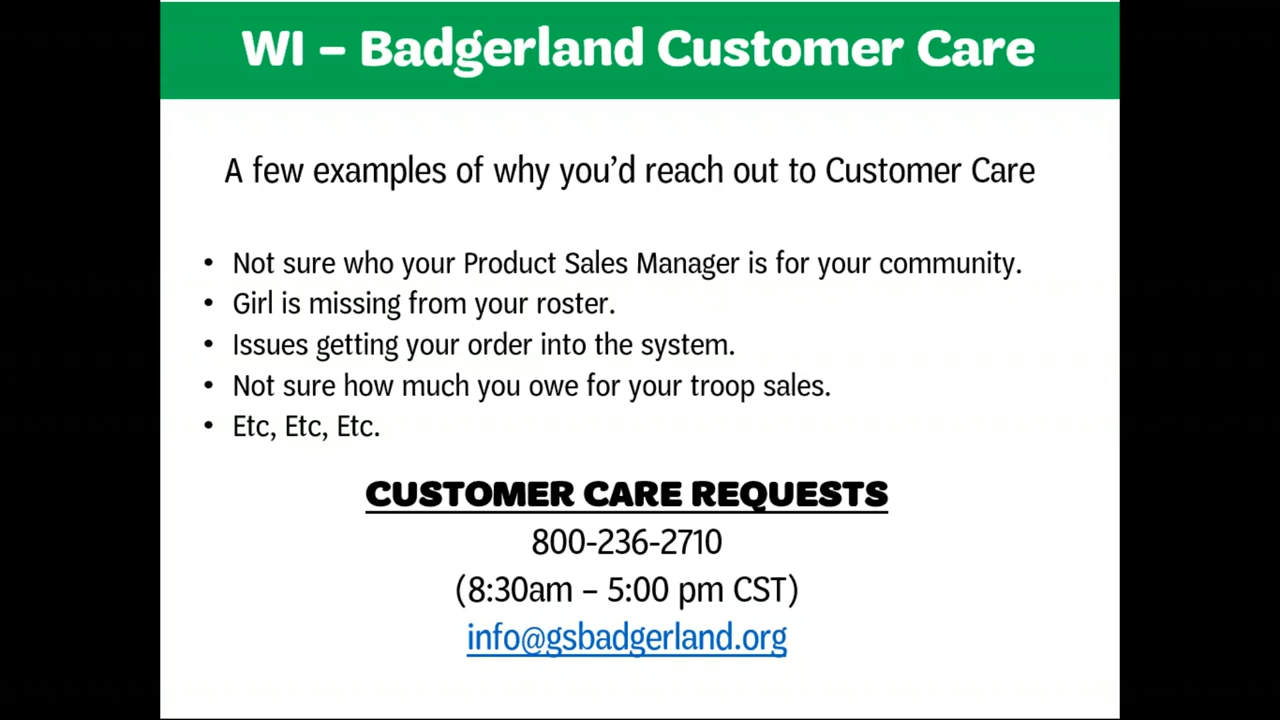 WI – Badgerland Customer Care
A few examples of why you’d reach out to Customer Care
• Not sure who your Product Sales Manager is for your community.
• Girl is missing from your roster.
• Issues getting your order into the system.
• Not sure how much you owe for your troop sales.
• Etc, Etc, Etc.
CUSTOMER CARE REQUESTS
800-236-2710
(8:30am – 5:00 pm CST)
info@gsbadgerland.org